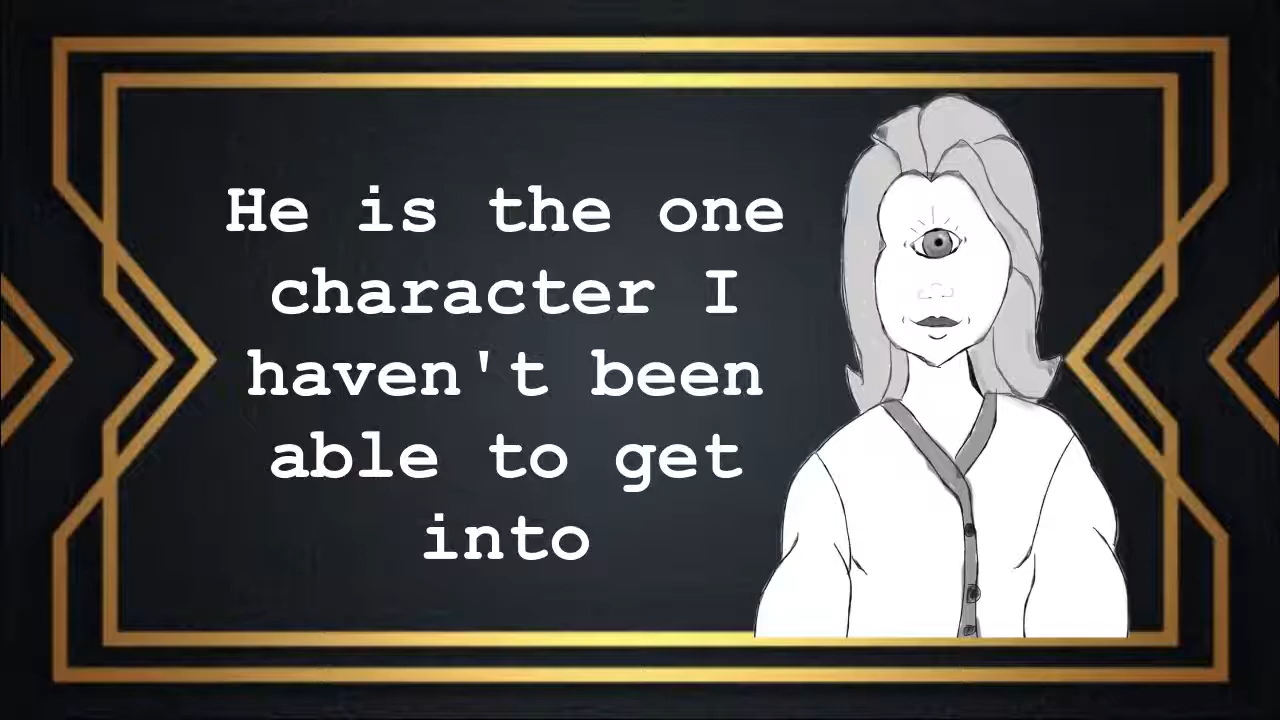 He is the one
character I
haven't been
able to get
into